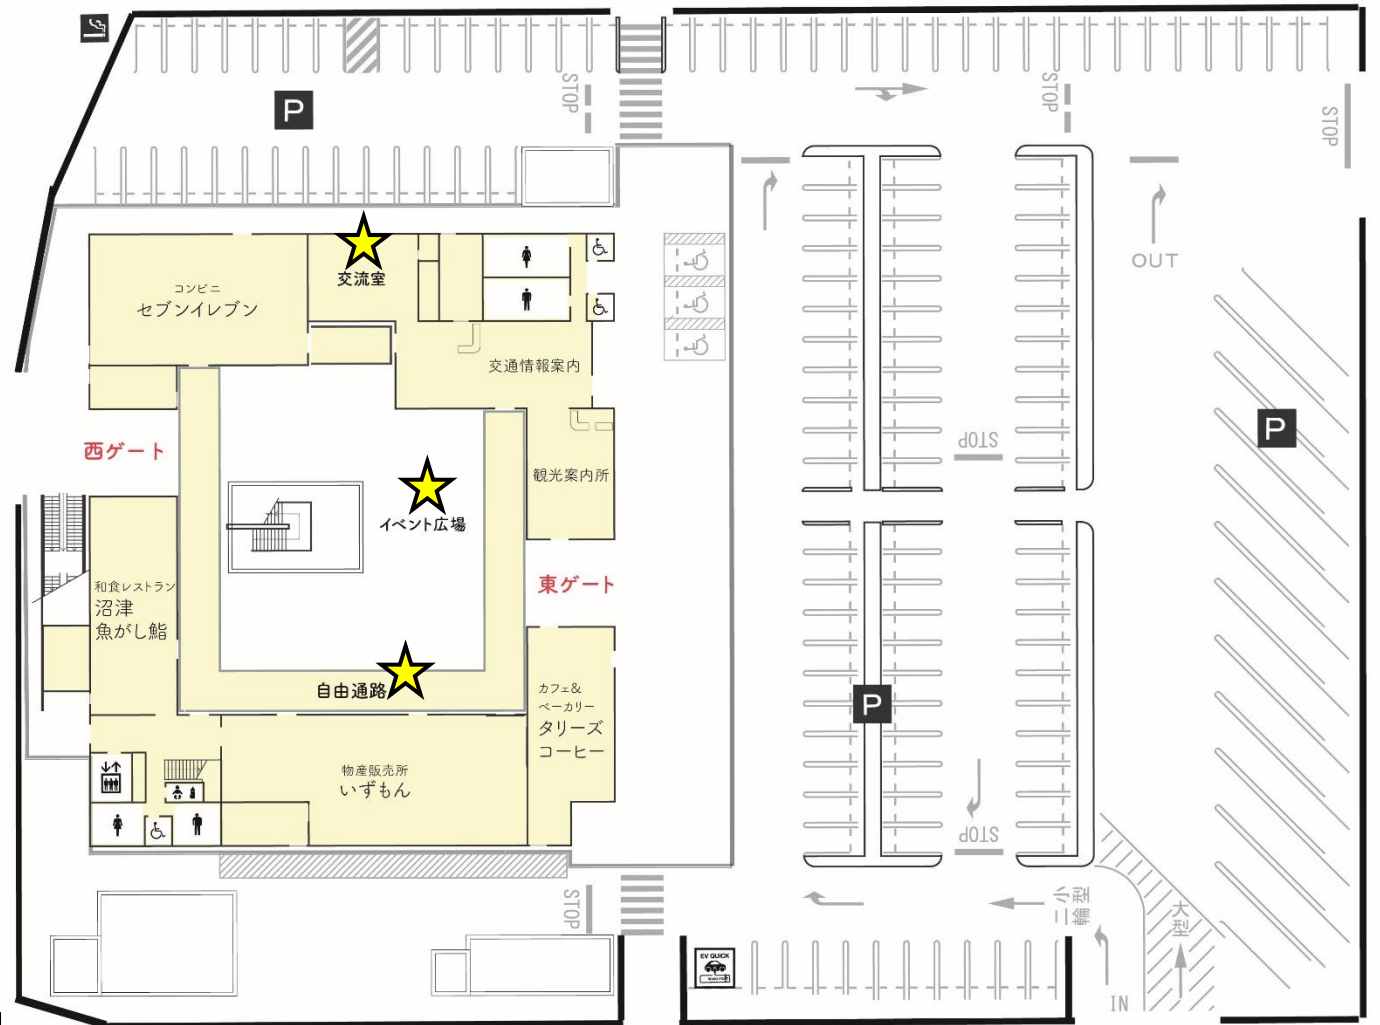 STOP
STOP
STOP
P
OUT
コンビニ
セブンイレブン
交流室
交通情報案内
P
西ゲート
STOP
観光案内所
イベント広場
和食レストラン
沼津
魚がし鮨
東ゲート
自由通路
カフェ&
ベーカリー
タリーズ
コーヒー
P
物産販売所
いずもん
STOP
STOP
小型
二輪
大型
EV QUICK
IN